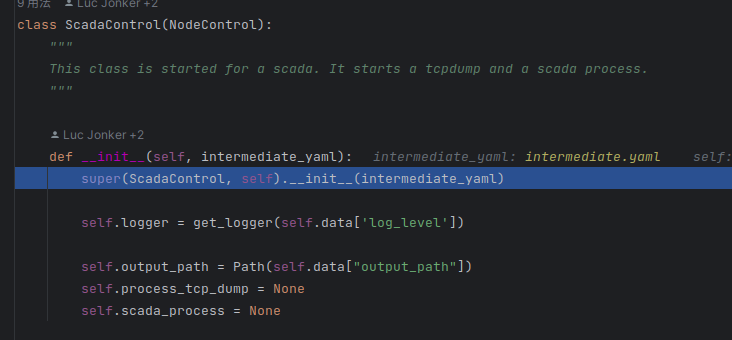 9 用法 Luc Jonker +2
class ScadaControl(NodeControl):
"""
This class is started for a scada. It starts a tcpdump and a scada process.
"""
Luc Jonker +2
def __init__(self, intermediate_yaml): intermediate_yaml: intermediate.yaml self:
super(ScadaControl, self).__init__(intermediate_yaml)
self.logger = get_logger(self.data['log_level'])
self.output_path = Path(self.data["output_path"])
self.process_tcp_dump = None
self.scada_process = None